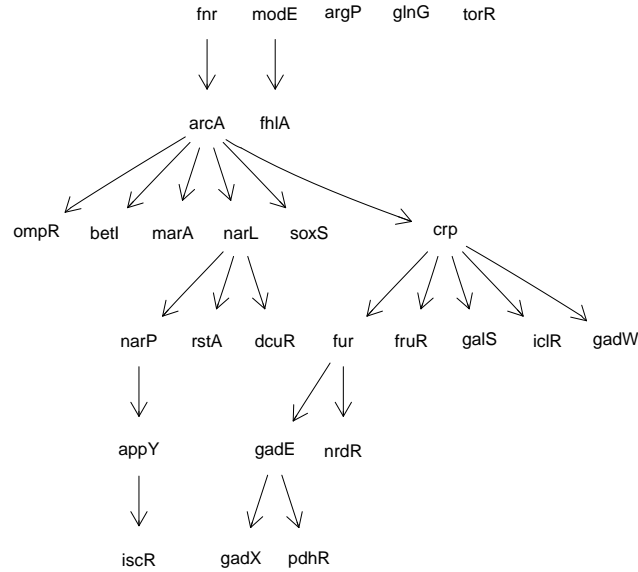 fnr modE argP glnG torR
arcA fhlA
ompR betI marA narL soxS crp
narP rstA dcuR fur fruR galS iclR gadW
appY gadE nrdR
iscR gadX pdhR